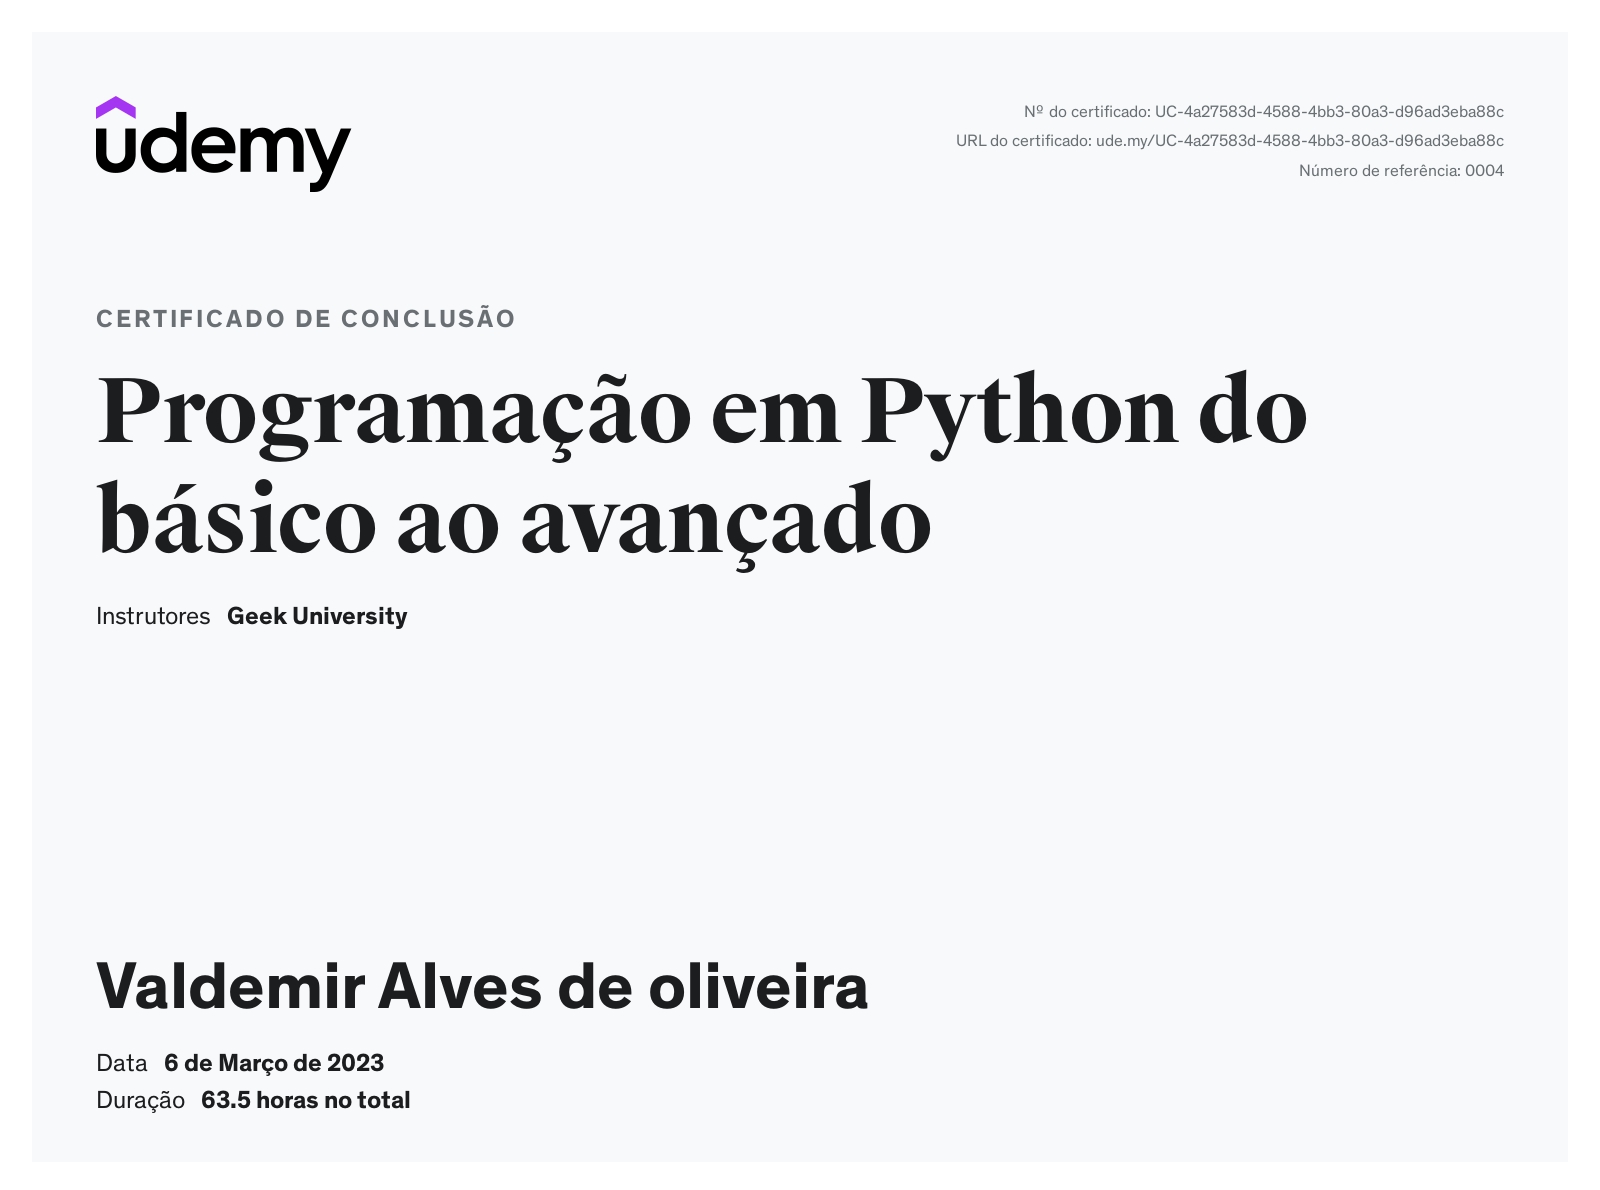 udemy
Nº do certificado: UC-4a27583d-4588-4bb3-80a3-d96ad3eba88c
URL do certificado: ude.my/UC-4a27583d-4588-4bb3-80a3-d96ad3eba88c
Número de referência: 0004
CERTIFICADO DE CONCLUSÃO
Programação em Python do
básico ao avançado
Instrutores Geek University
Valdemir Alves de oliveira
Data 6 de Março de 2023
Duração 63.5 horas no total